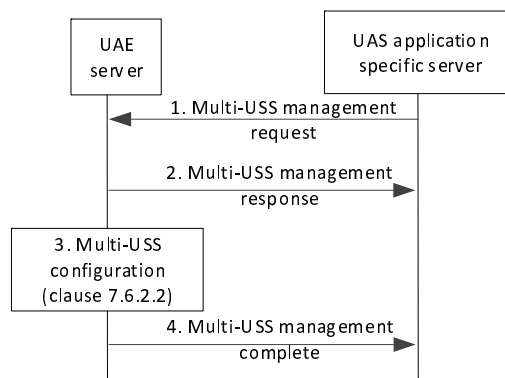 UAE
server
UAS application
specific server
1. Multi-USS management
request
2. Multi-USS management
response
3. Multi-USS
configuration
(clause 7.6.2.2)
4. Multi-USS management
complete